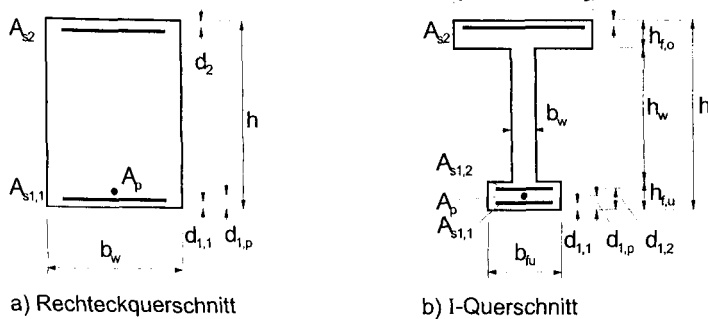 A_s2
d_2
h
A_p
A_s1,1
d_1,1
d_1,p
b_w
a) Rechteckquerschnitt
A_s2
h_f,o
b_w
h_w
h
A_s1,2
A_p
A_s1,1
h_f,u
d_1,1
d_1,p
d_1,2
b_fu
b) I-Querschnitt